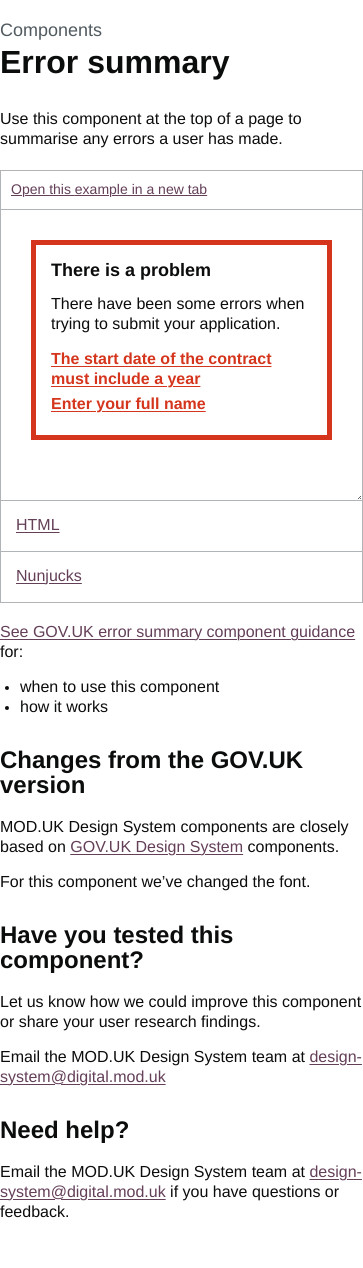 Components
Error summary
Use this component at the top of a page to
summarise any errors a user has made.
Open this example in a new tab
There is a problem
There have been some errors when
trying to submit your application.
The start date of the contract
must include a year
Enter your full name
HTML
Nunjucks
See GOV.UK error summary component guidance
for:
• when to use this component
• how it works
Changes from the GOV.UK
version
MOD.UK Design System components are closely
based on GOV.UK Design System components.
For this component we’ve changed the font.
Have you tested this
component?
Let us know how we could improve this component
or share your user research findings.
Email the MOD.UK Design System team at design-
system@digital.mod.uk
Need help?
Email the MOD.UK Design System team at design-
system@digital.mod.uk if you have questions or
feedback.